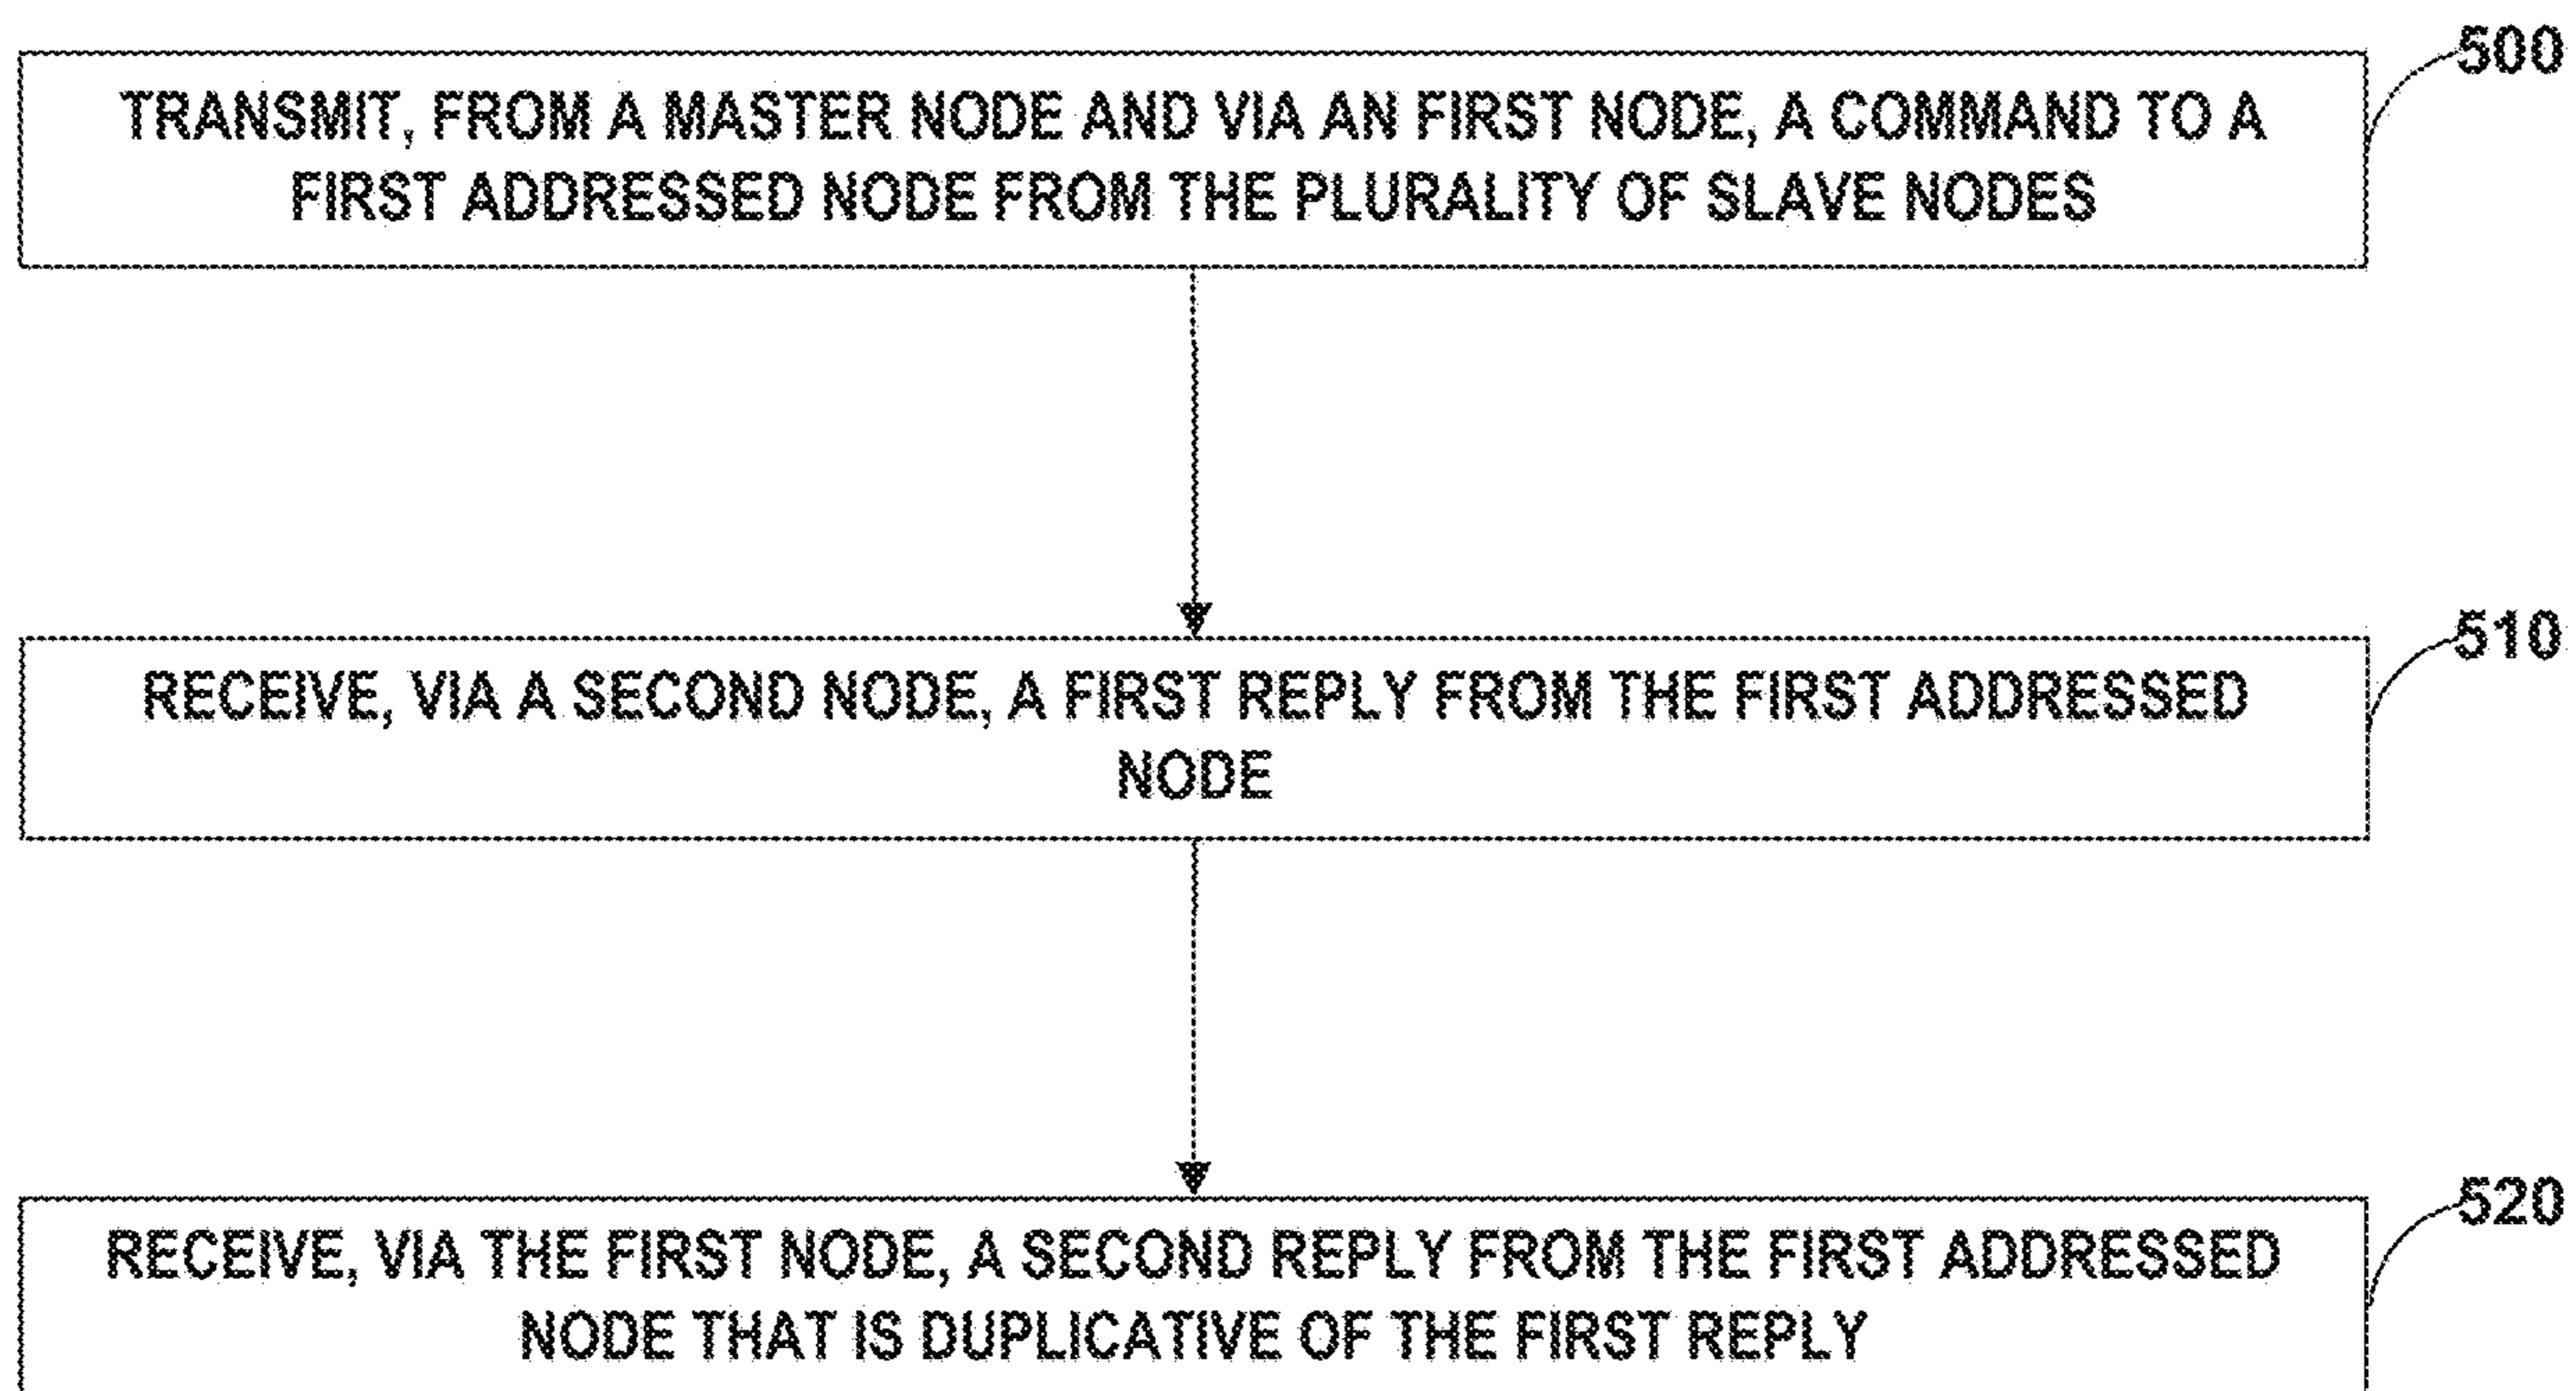 500
TRANSMIT, FROM A MASTER NODE AND VIA AN FIRST NODE, A COMMAND TO A
FIRST ADDRESSED NODE FROM THE PLURALITY OF SLAVE NODES
510
RECEIVE, VIA A SECOND NODE, A FIRST REPLY FROM THE FIRST ADDRESSED
NODE
520
RECEIVE, VIA THE FIRST NODE, A SECOND REPLY FROM THE FIRST ADDRESSED
NODE THAT IS DUPLICATIVE OF THE FIRST REPLY